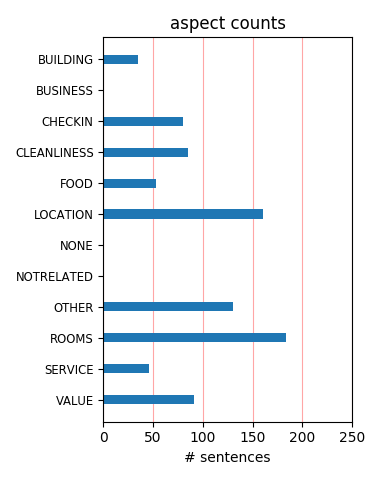 aspect counts
BUILDING
BUSINESS
CHECKIN
CLEANLINESS
FOOD
LOCATION
NONE
NOTRELATED
OTHER
ROOMS
SERVICE
VALUE
0 50 100 150 200 250
# sentences